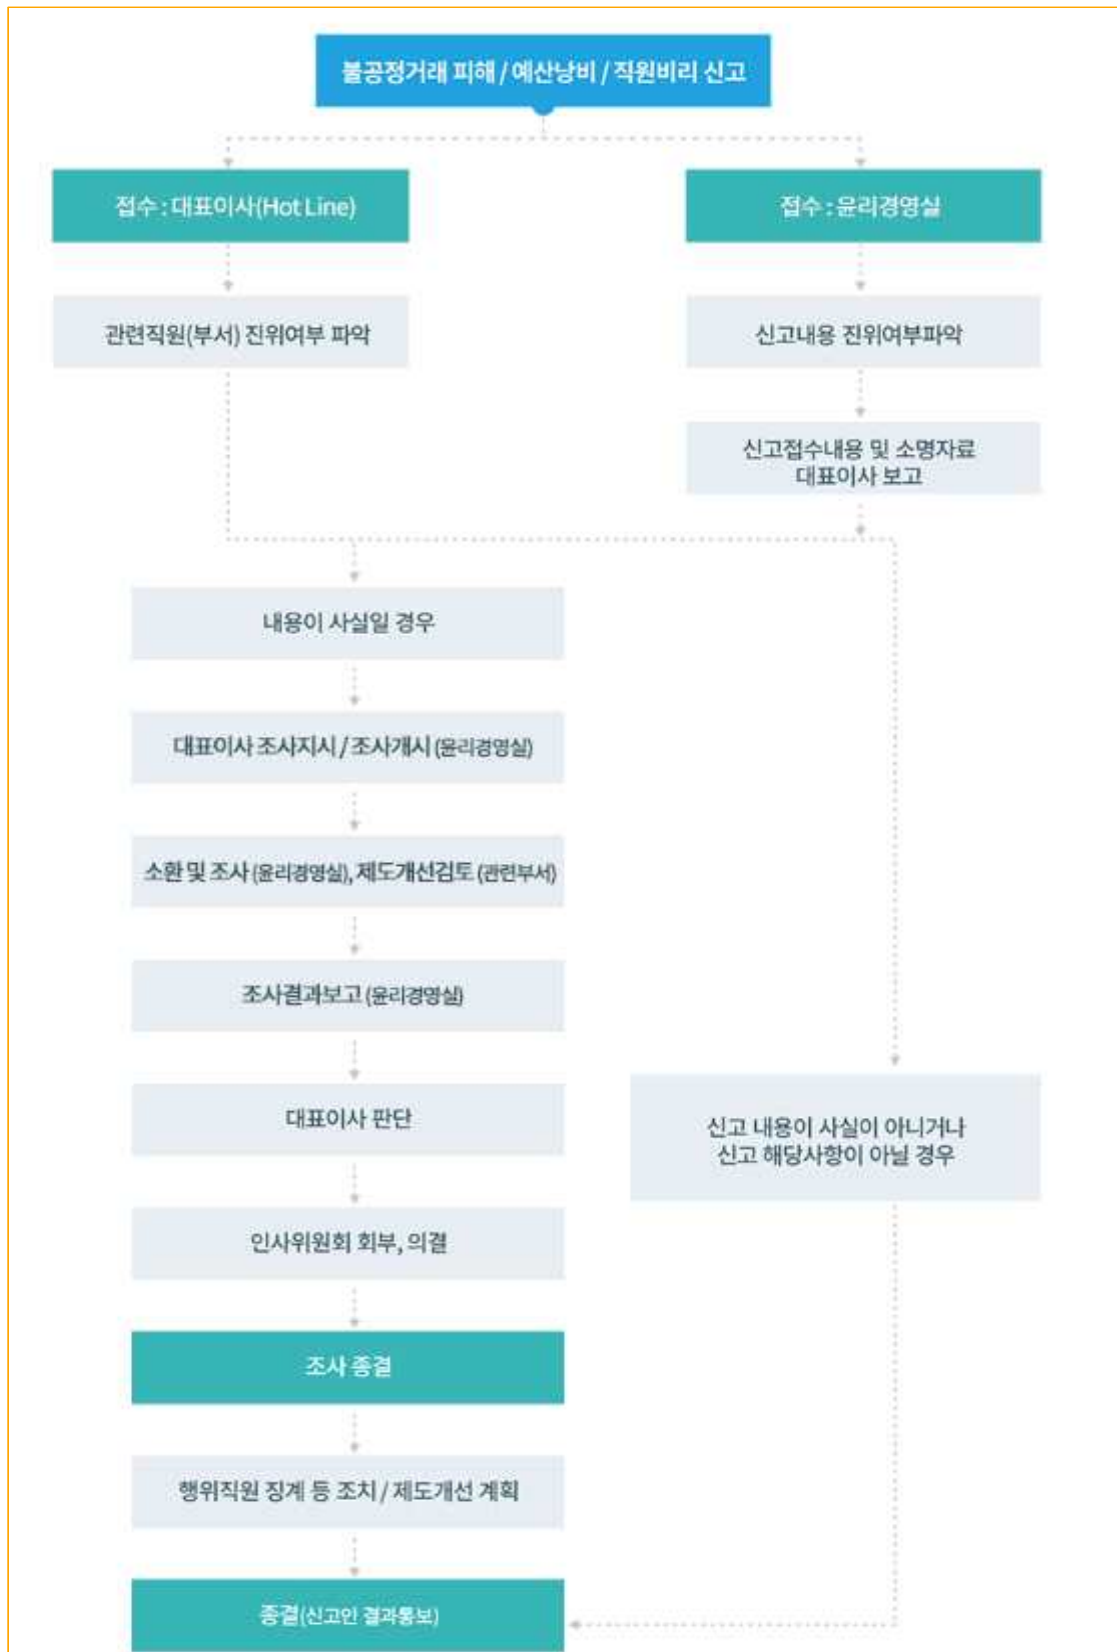 불공정거래 피해 / 예산낭비 / 직원비리 신고
접수 : 대표이사(Hot Line)
접수 : 윤리경영실
관련직원(부서) 진위여부 파악
신고내용 진위여부파악
신고접수내용 및 소명자료
대표이사 보고
내용이 사실일 경우
대표이사 조사지시 / 조사개시 (윤리경영실)
소환 및 조사 (윤리경영실), 제도개선검토 (관련부서)
조사결과보고 (윤리경영실)
대표이사 판단
신고 내용이 사실이 아니거나
신고 해당사항이 아닐 경우
인사위원회 회부, 의결
조사 종결
행위직원 징계 등 조치 / 제도개선 계획
종결(신고인 결과통보)